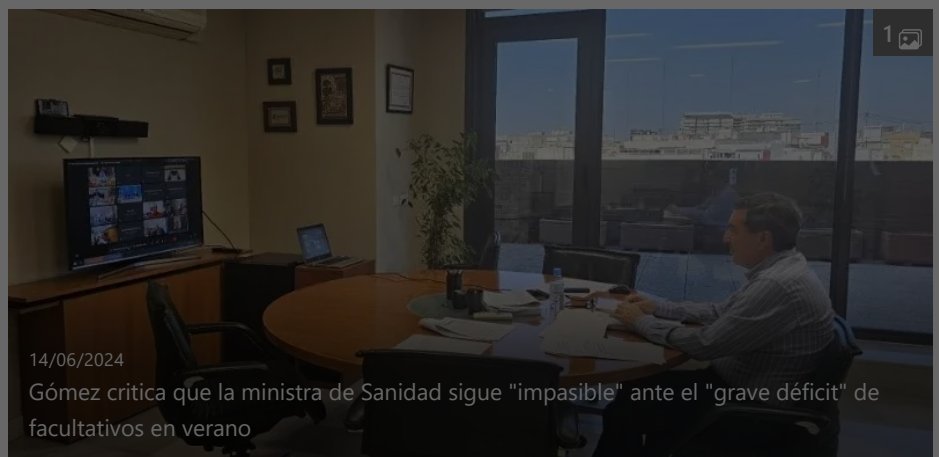 1
14/06/2024
Gómez critica que la ministra de Sanidad sigue "impasible" ante el "grave déficit" de
facultativos en verano